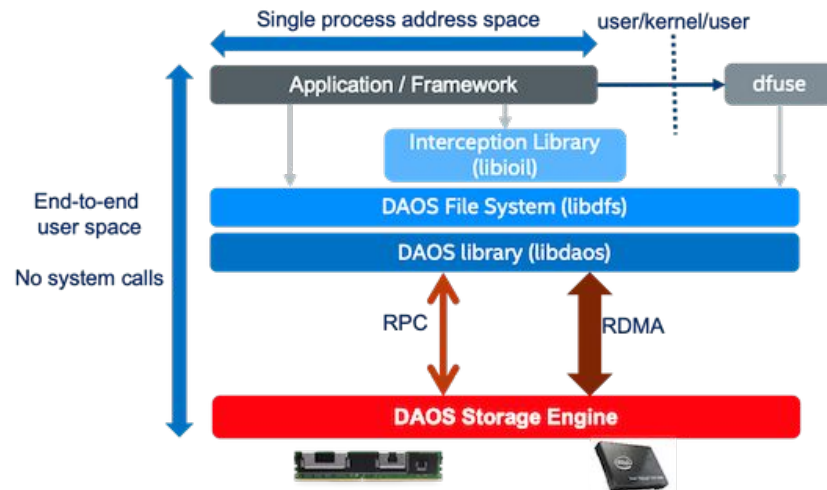 Single process address space
user/kernel/user
Application / Framework
dfuse
Interception Library
(libioil)
End-to-end
user space
No system calls
DAOS File System (libdfs)
DAOS library (libdaos)
RPC
RDMA
DAOS Storage Engine